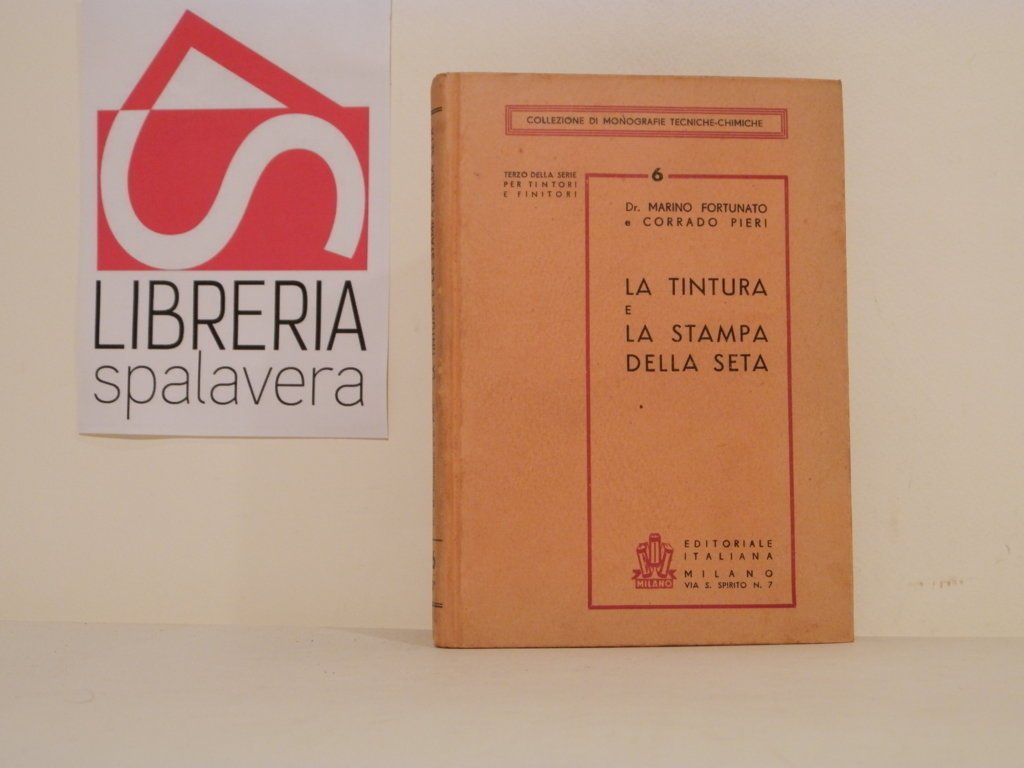 LIBRERIA
spalavera
COLLEZIONE DI MONOGRAFIE TECNICHE-CHIMICHE
TERZO DELLA SERIE
PER TINTORI
E FINITORI
6
Dr. MARINO FORTUNATO
e CORRADO PIERI
LA TINTURA
E
LA STAMPA
DELLA SETA
MILANO
EDITORIALE
ITALIANA
MILANO
VIA S. SPIRITO N. 7